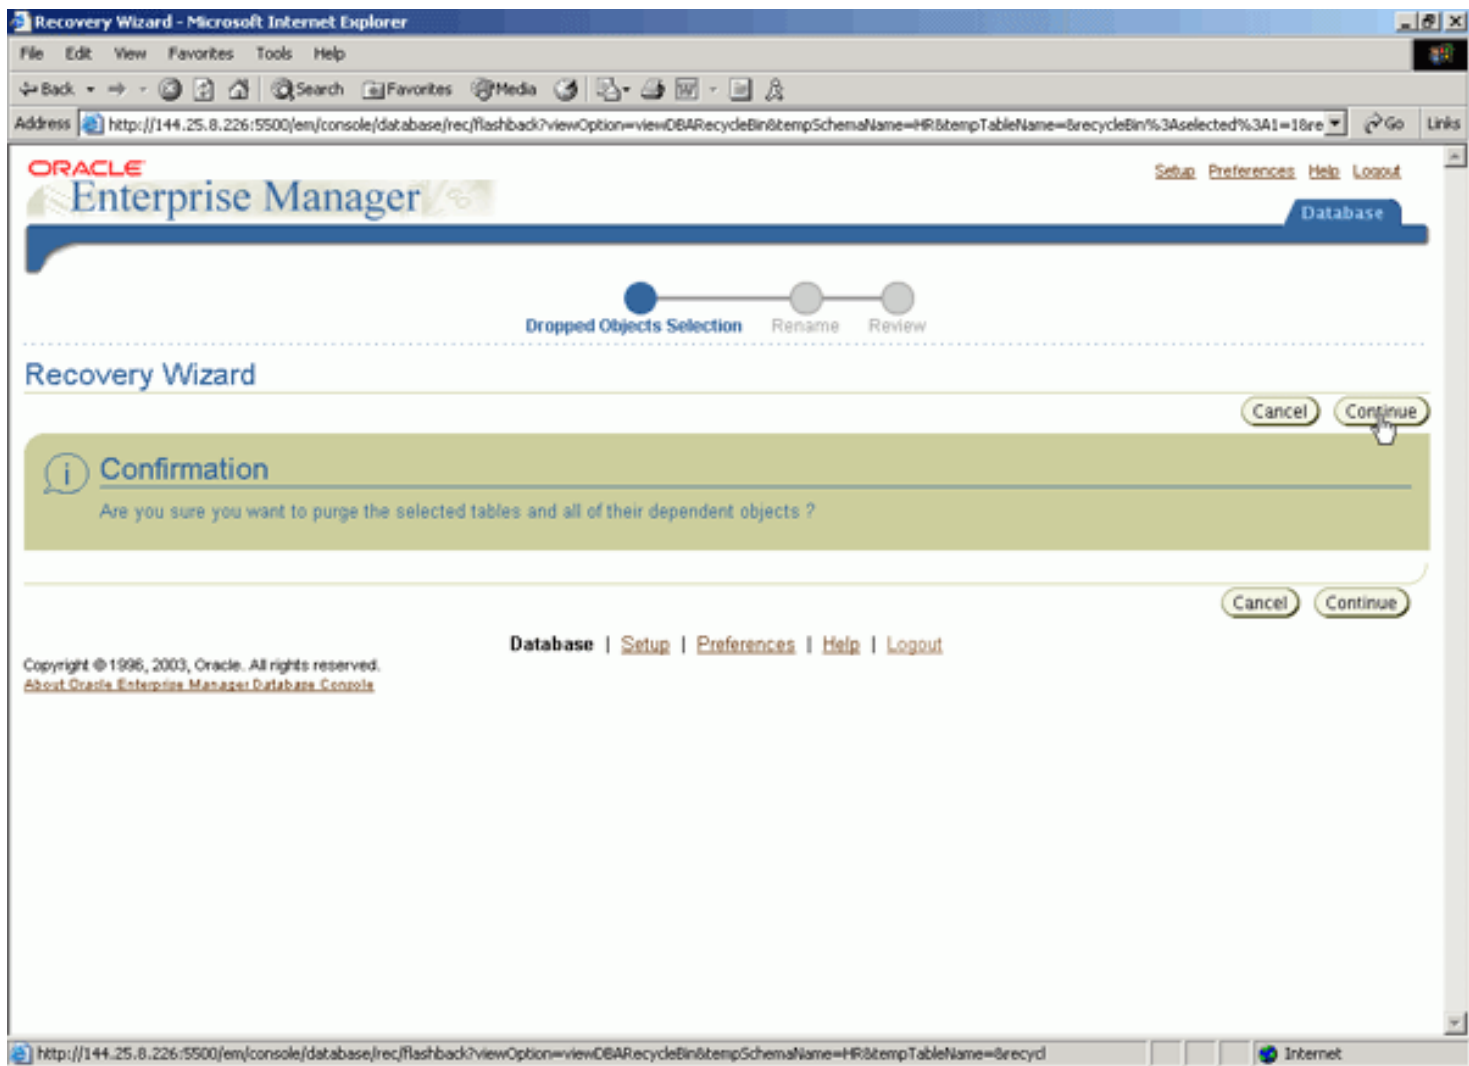 Recovery Wizard - Microsoft Internet Explorer
File Edit View Favorites Tools Help
Back Search Favorites Media
Address http://144.25.8.226:5500/em/console/database/rec/flashback?viewOption=viewDBARecycleBin&tempSchemaName=HR&tempTableName=&recycleBin%3Aselected%3A1=1&re Go Links
ORACLE
Enterprise Manager
Setup Preferences Help Logout
Database
Dropped Objects Selection Rename Review
Recovery Wizard
Cancel Continue
i Confirmation
Are you sure you want to purge the selected tables and all of their dependent objects ?
Cancel Continue
Database | Setup | Preferences | Help | Logout
Copyright © 1996, 2003, Oracle. All rights reserved.
About Oracle Enterprise Manager Database Console
http://144.25.8.226:5500/em/console/database/rec/flashback?viewOption=viewDBARecycleBin&tempSchemaName=HR&tempTableName=&recycl Internet